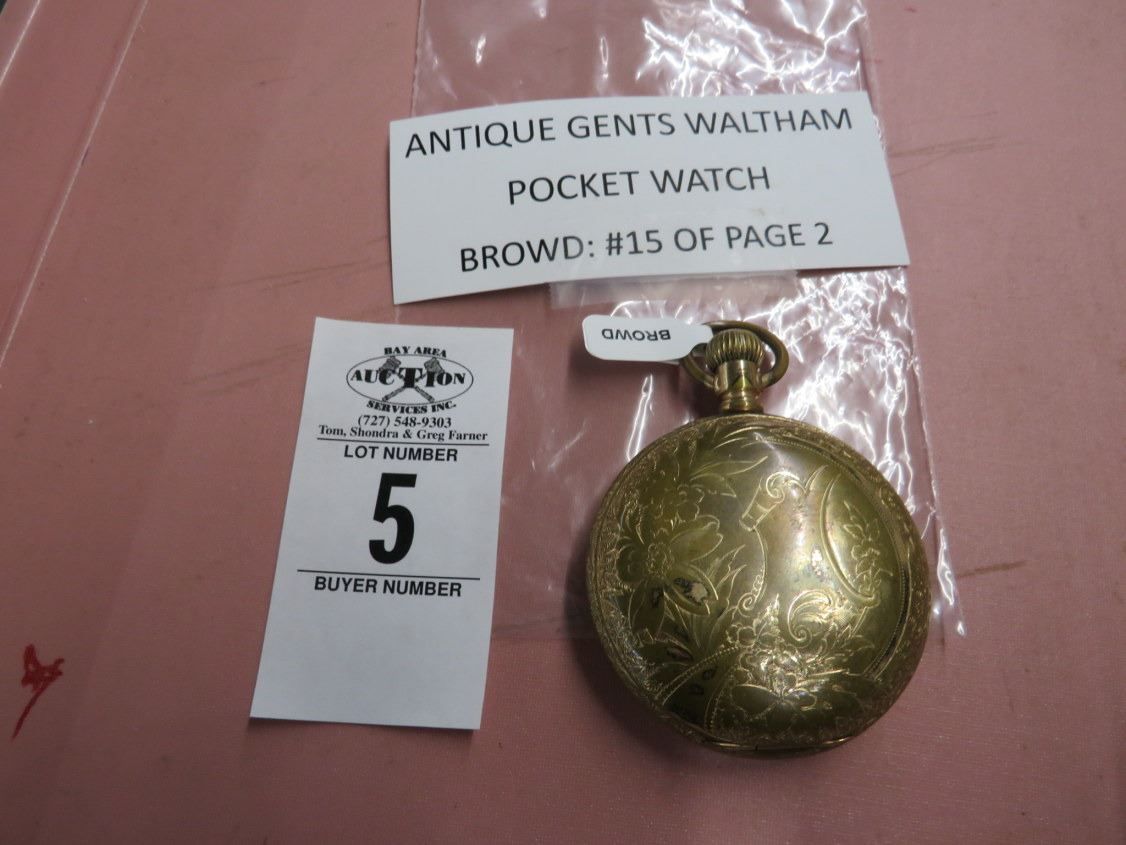 ANTIQUE GENTS WALTHAM
POCKET WATCH
BROWD: #15 OF PAGE 2
BROWD
BAY AREA
AUCTION
SERVICES INC.
(727) 548-9303
Tom, Shondra & Greg Farner
LOT NUMBER
5
BUYER NUMBER